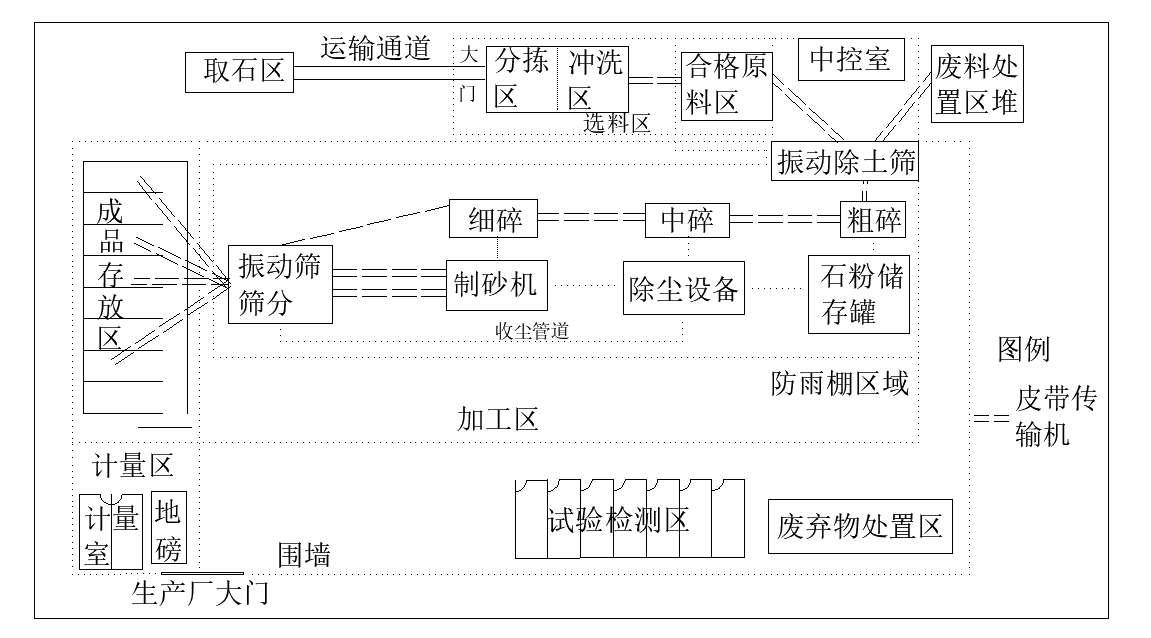 运输通道
取石区
大门
分拣区
冲洗区
选料区
合格原料区
中控室
废料处置区堆
振动除土筛
成品存放区
细碎
中碎
粗碎
振动筛筛分
制砂机
除尘设备
石粉储存罐
收尘管道
图例
防雨棚区域
皮带传输机
加工区
计量区
计量室
地磅
试验检测区
废弃物处置区
围墙
生产厂大门